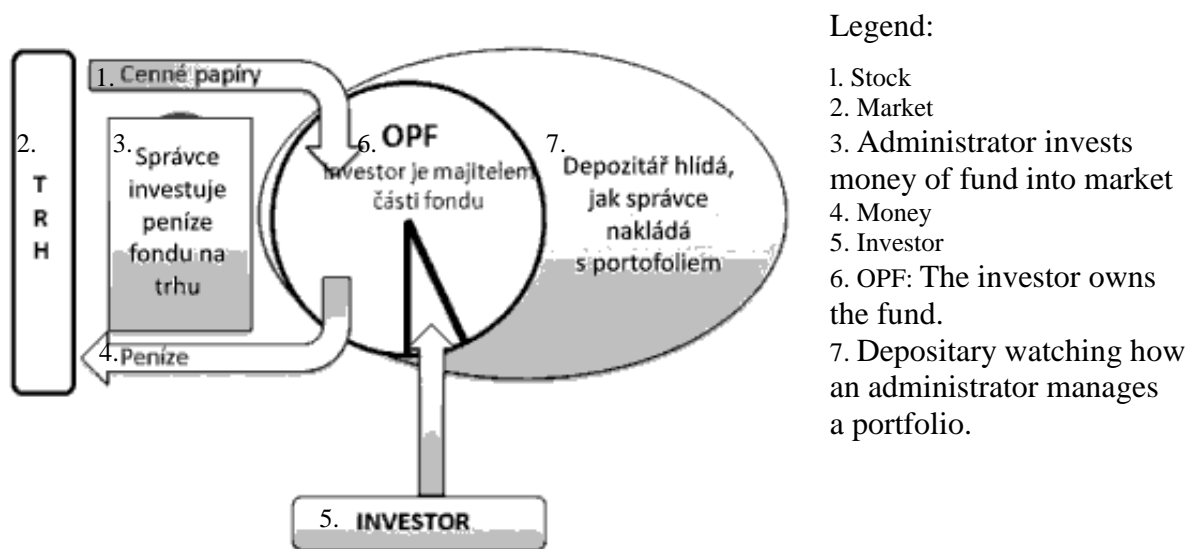 1. Cenné papíry
2.
T
R
H
3.
Správce
investuje
peníze
fondu na
trhu
4. Peníze
6. OPF
Investor je majitelem
části fondu
7.
Depozitář hlídá,
jak správce
nakládá
s portofoliem
5. INVESTOR
Legend:
l. Stock
2. Market
3. Administrator invests
money of fund into market
4. Money
5. Investor
6. OPF: The investor owns
the fund.
7. Depositary watching how
an administrator manages
a portfolio.